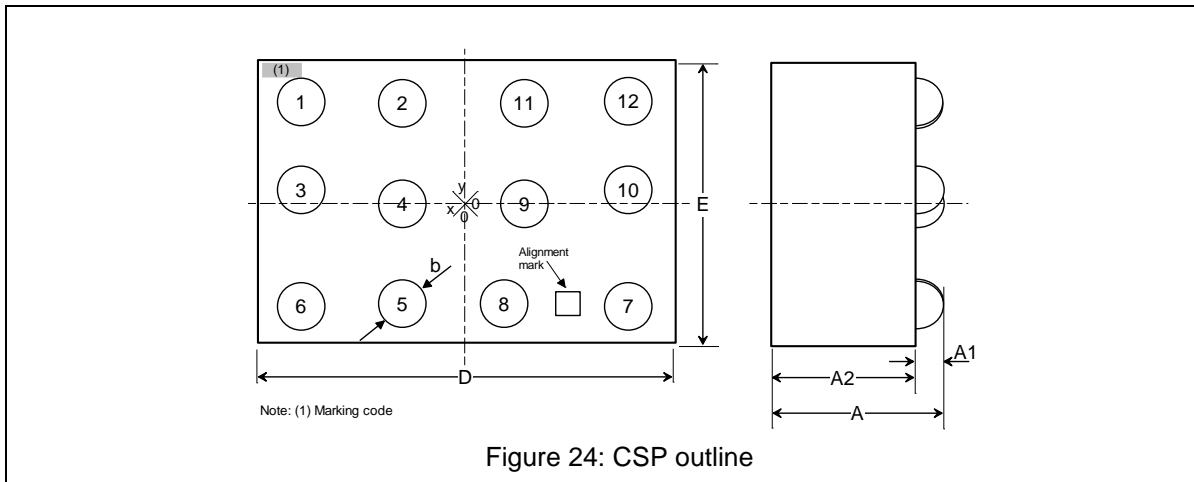 (1)
1 2 11 12
3 4 9 10
y
x 0
0
E
Alignment
mark
b
6 5 8 7
A1
D
A2
A
Note: (1) Marking code
Figure 24: CSP outline